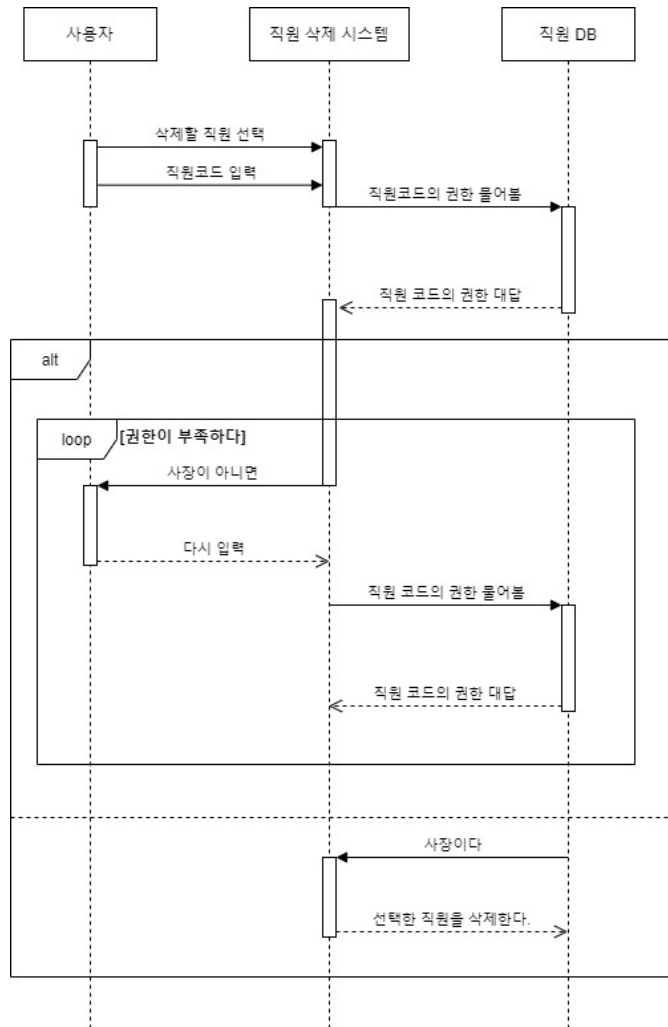 사용자
직원 삭제 시스템
직원 DB
삭제할 직원 선택
직원코드 입력
직원코드의 권한 물어봄
직원 코드의 권한 대답
alt
loop
[권한이 부족하다]
사장이 아니면
다시 입력
직원 코드의 권한 물어봄
직원 코드의 권한 대답
사장이다
선택한 직원을 삭제한다.